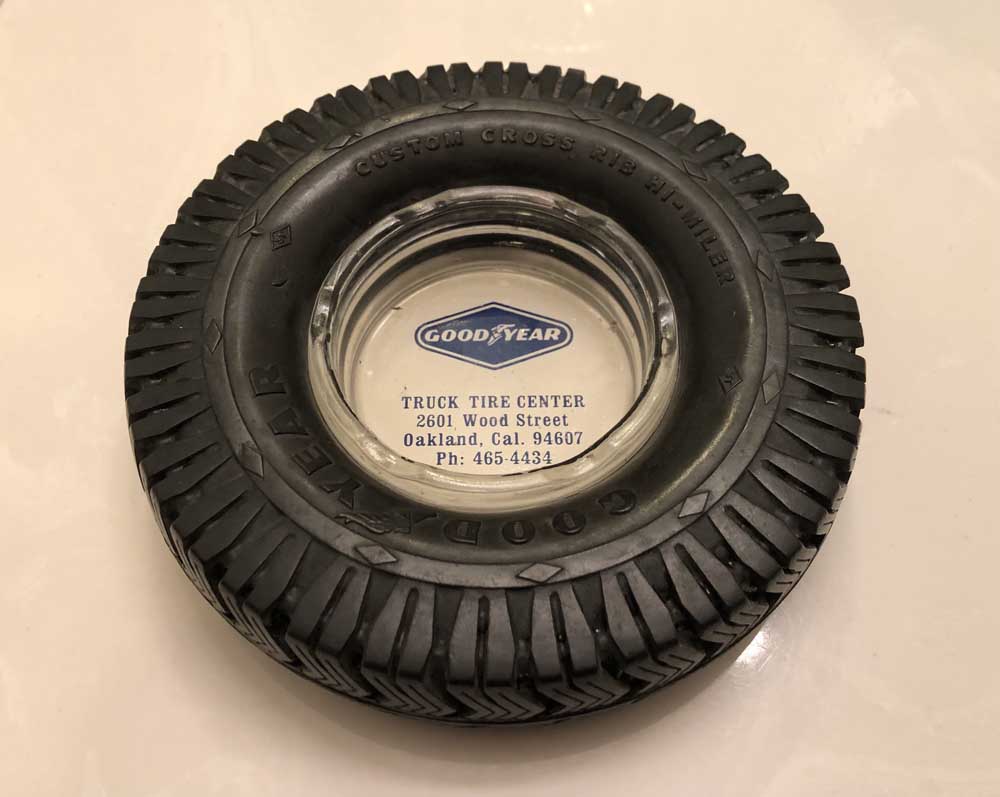 CUSTOM CROSS RIB HI-MILER
GOODYEAR
TRUCK TIRE CENTER
2601 Wood Street
Oakland, Cal. 94607
Ph: 465-4434
GOODYEAR